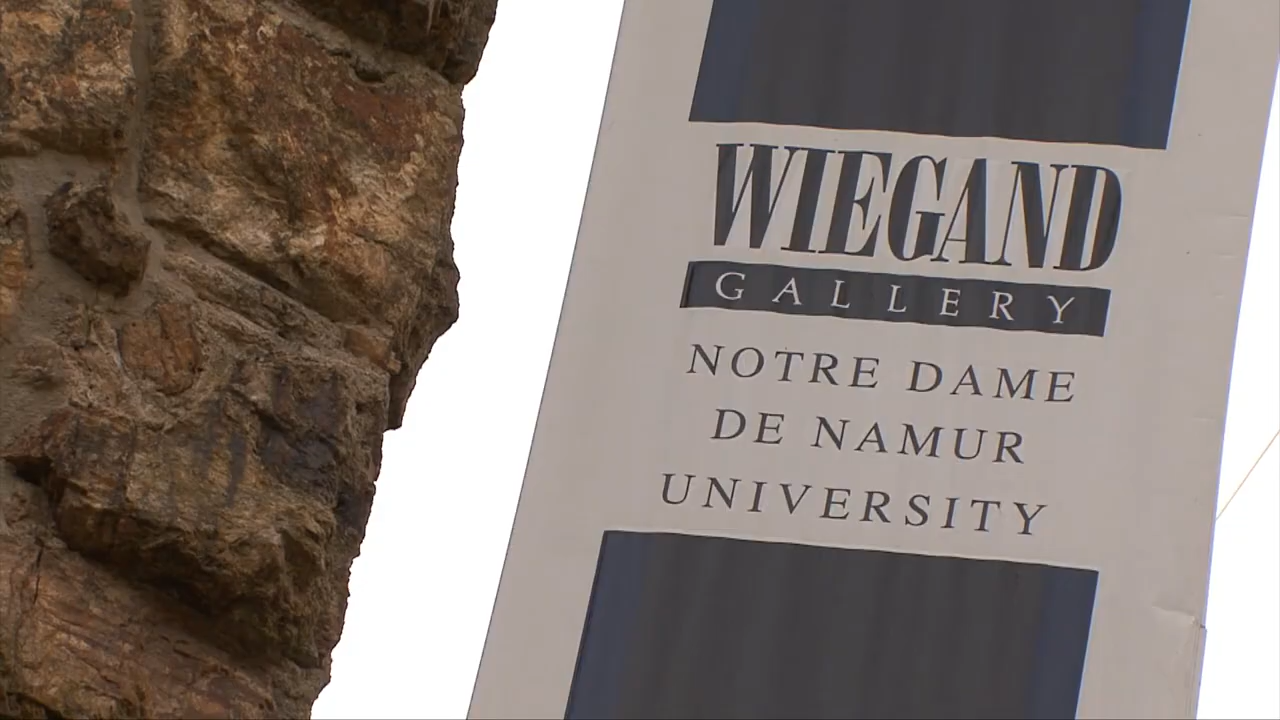 WIEGAND
GALLERY
NOTRE DAME
DE NAMUR
UNIVERSITY